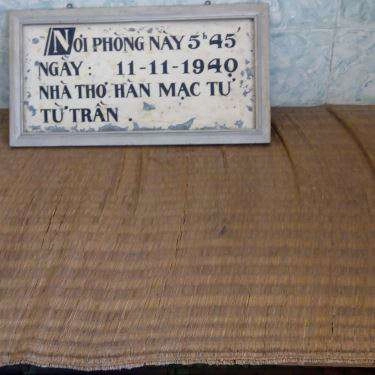 NƠI PHÒNG NÀY 5ʰ45
NGÀY : 11-11-1940
NHÀ THƠ HÀN MẠC TỬ
TỪ TRẦN .